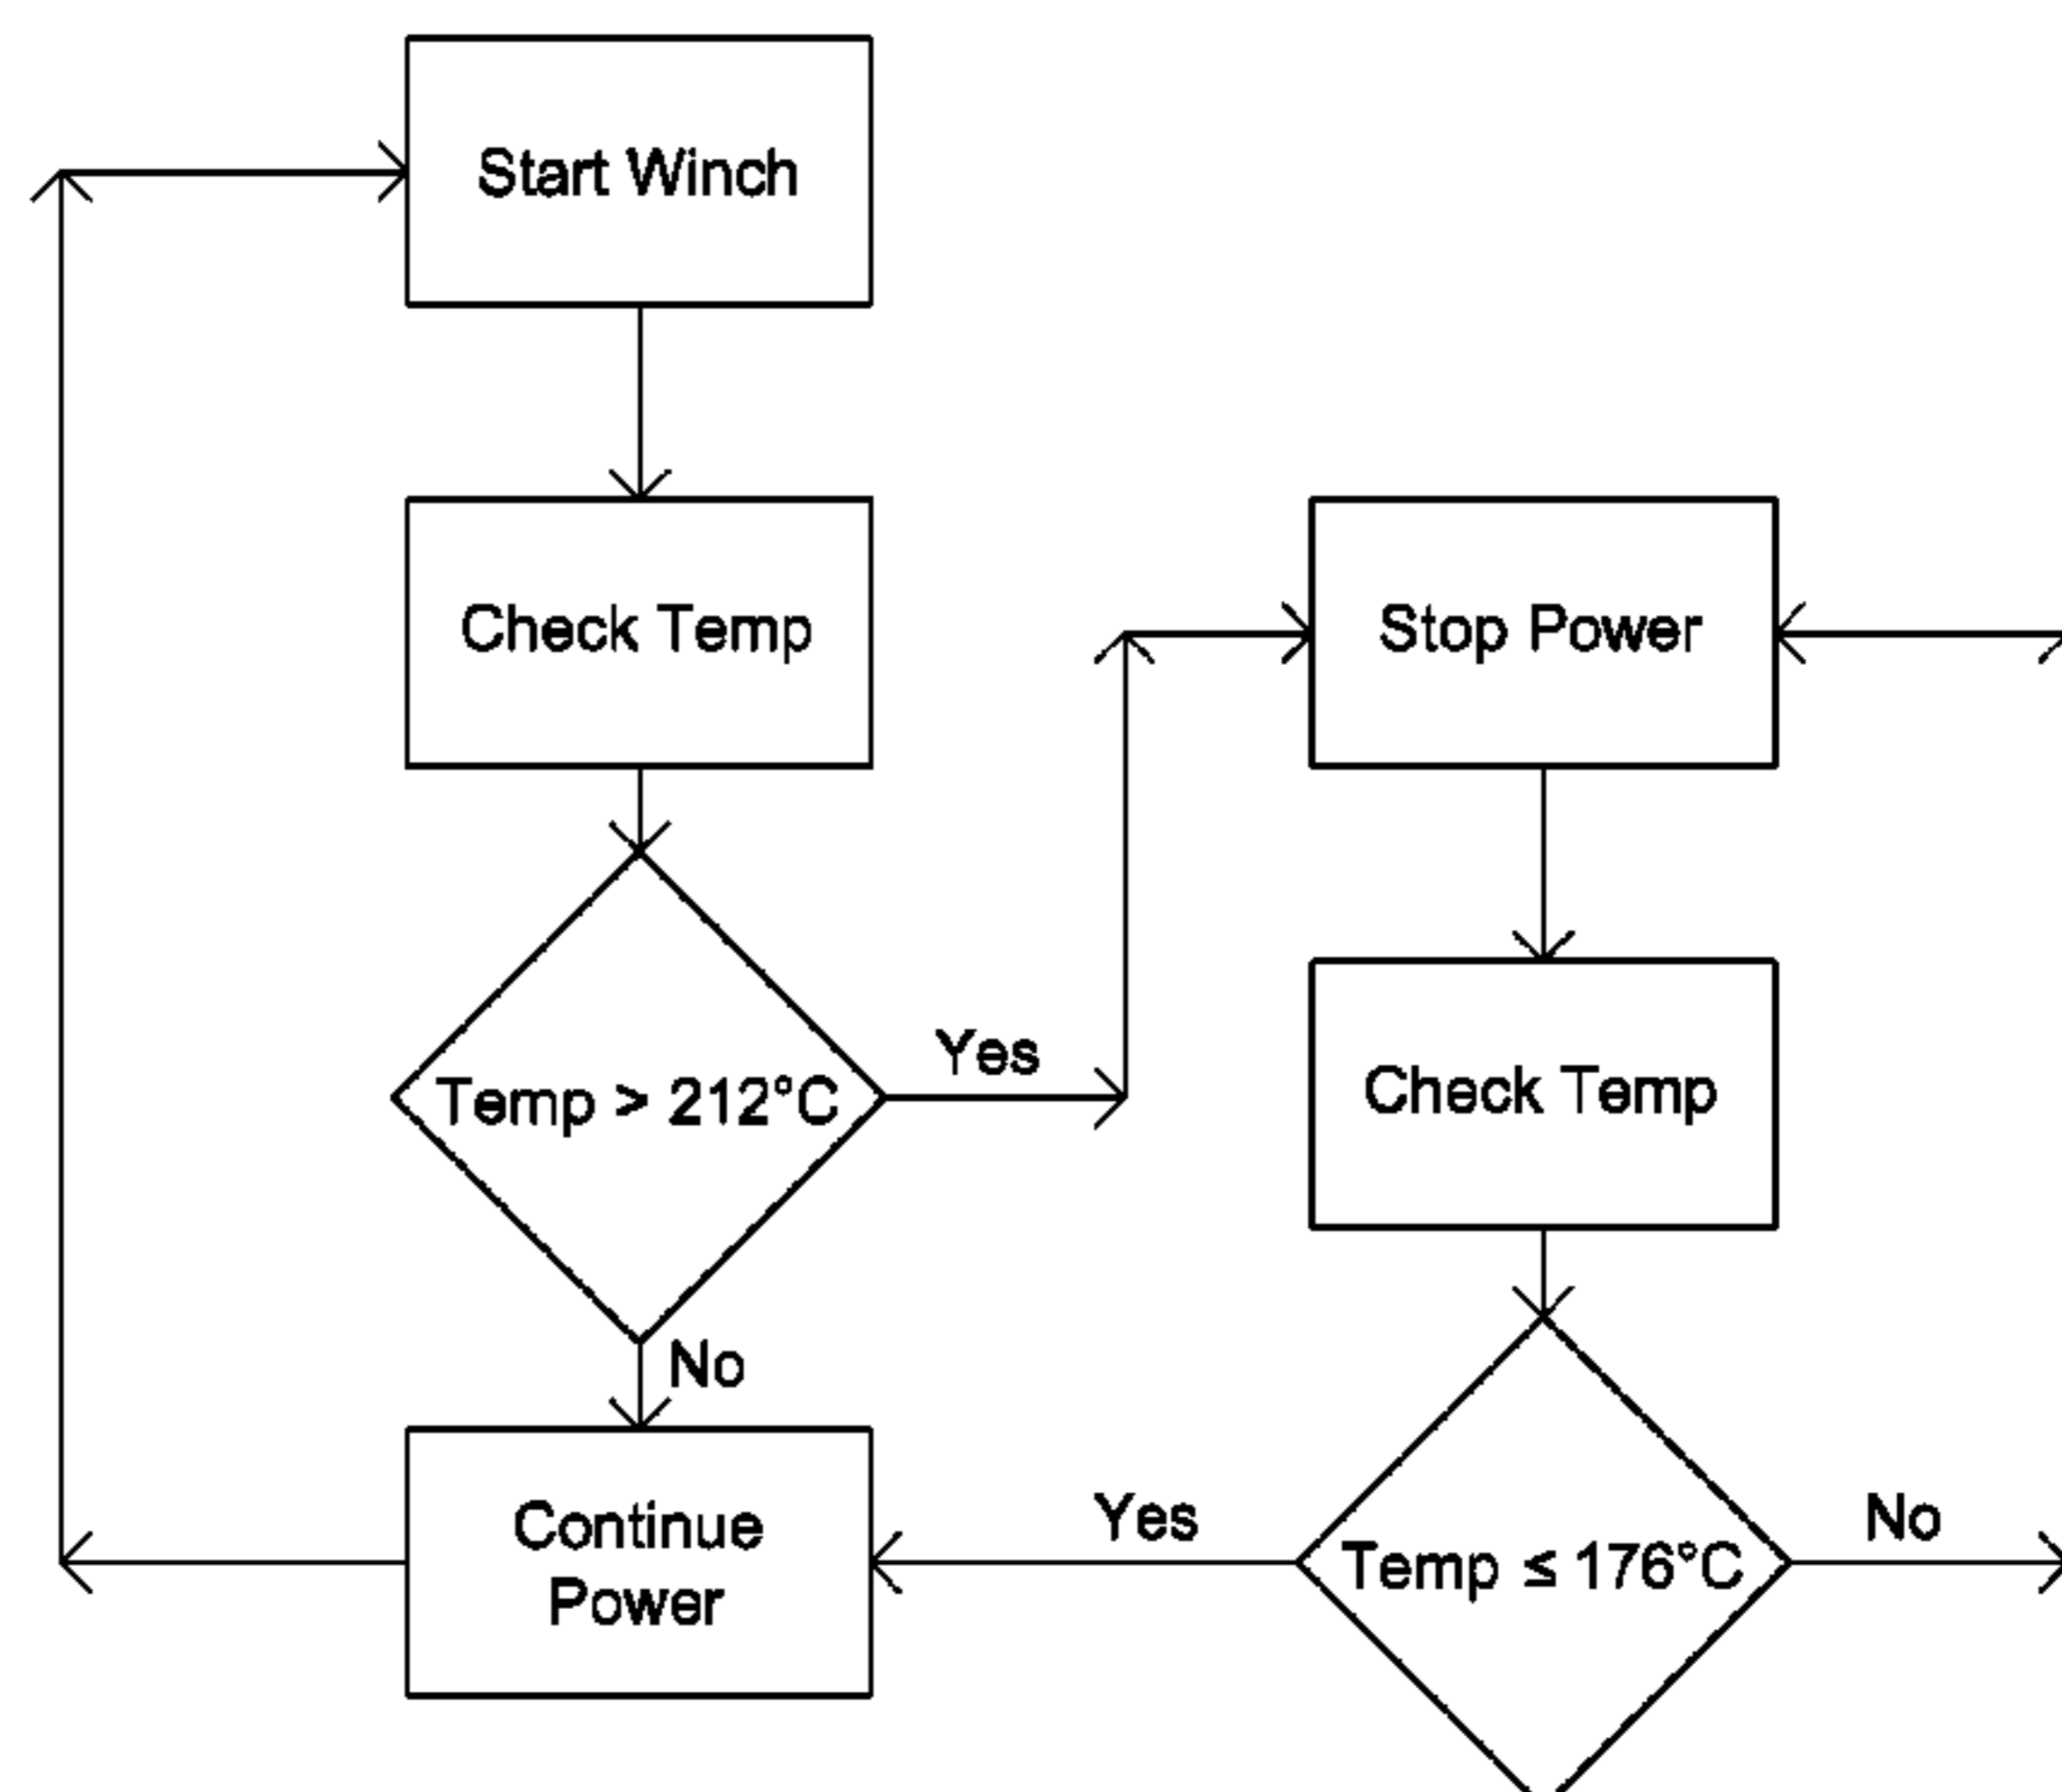 Start Winch
Check Temp
Stop Power
Yes
Temp > 212°C
Check Temp
No
Continue
Power
Yes
Temp ≤ 176°C
No